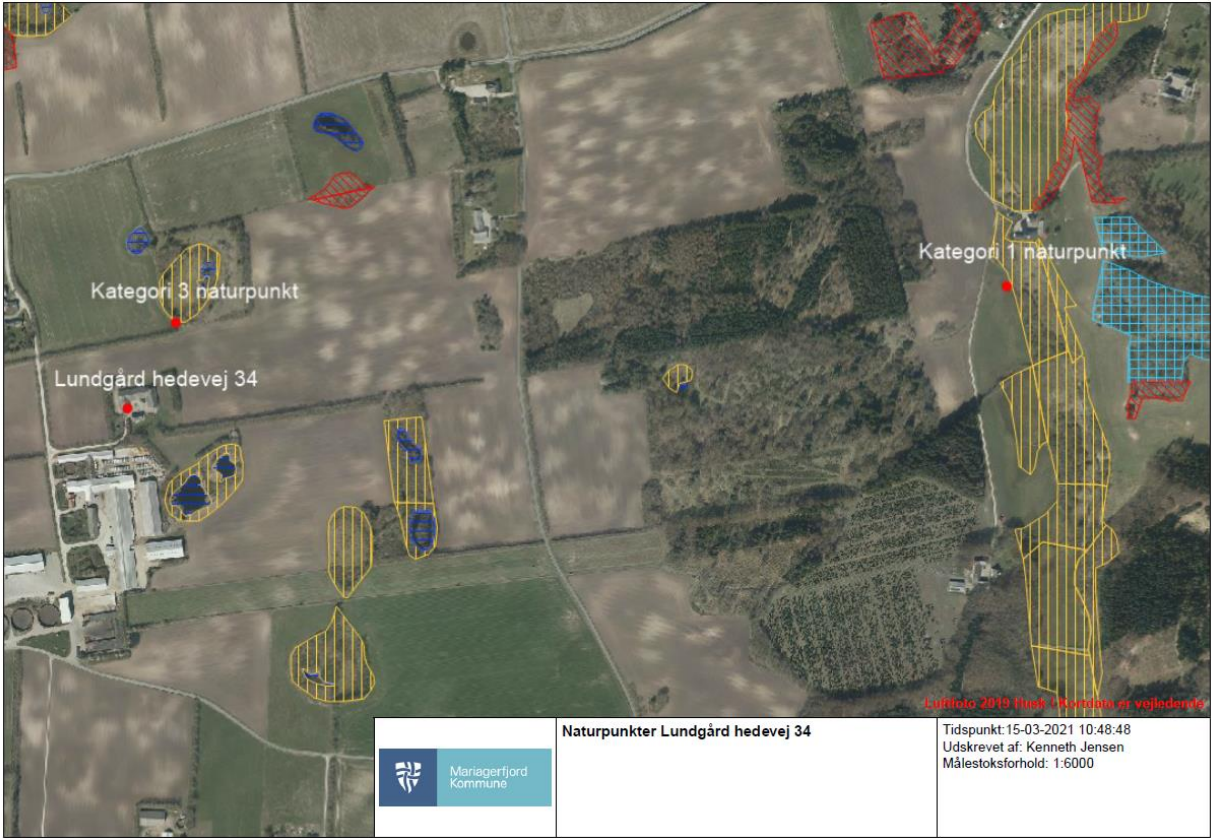 Kategori 1 naturpunkt
Kategori 3 naturpunkt
Lundgård hedevej 34
Luftfoto 2019 Husk ! Kortdata er vejledende
Mariagerfjord
Kommune
Naturpunkter Lundgård hedevej 34
Tidspunkt:15-03-2021 10:48:48
Udskrevet af: Kenneth Jensen
Målestoksforhold: 1:6000